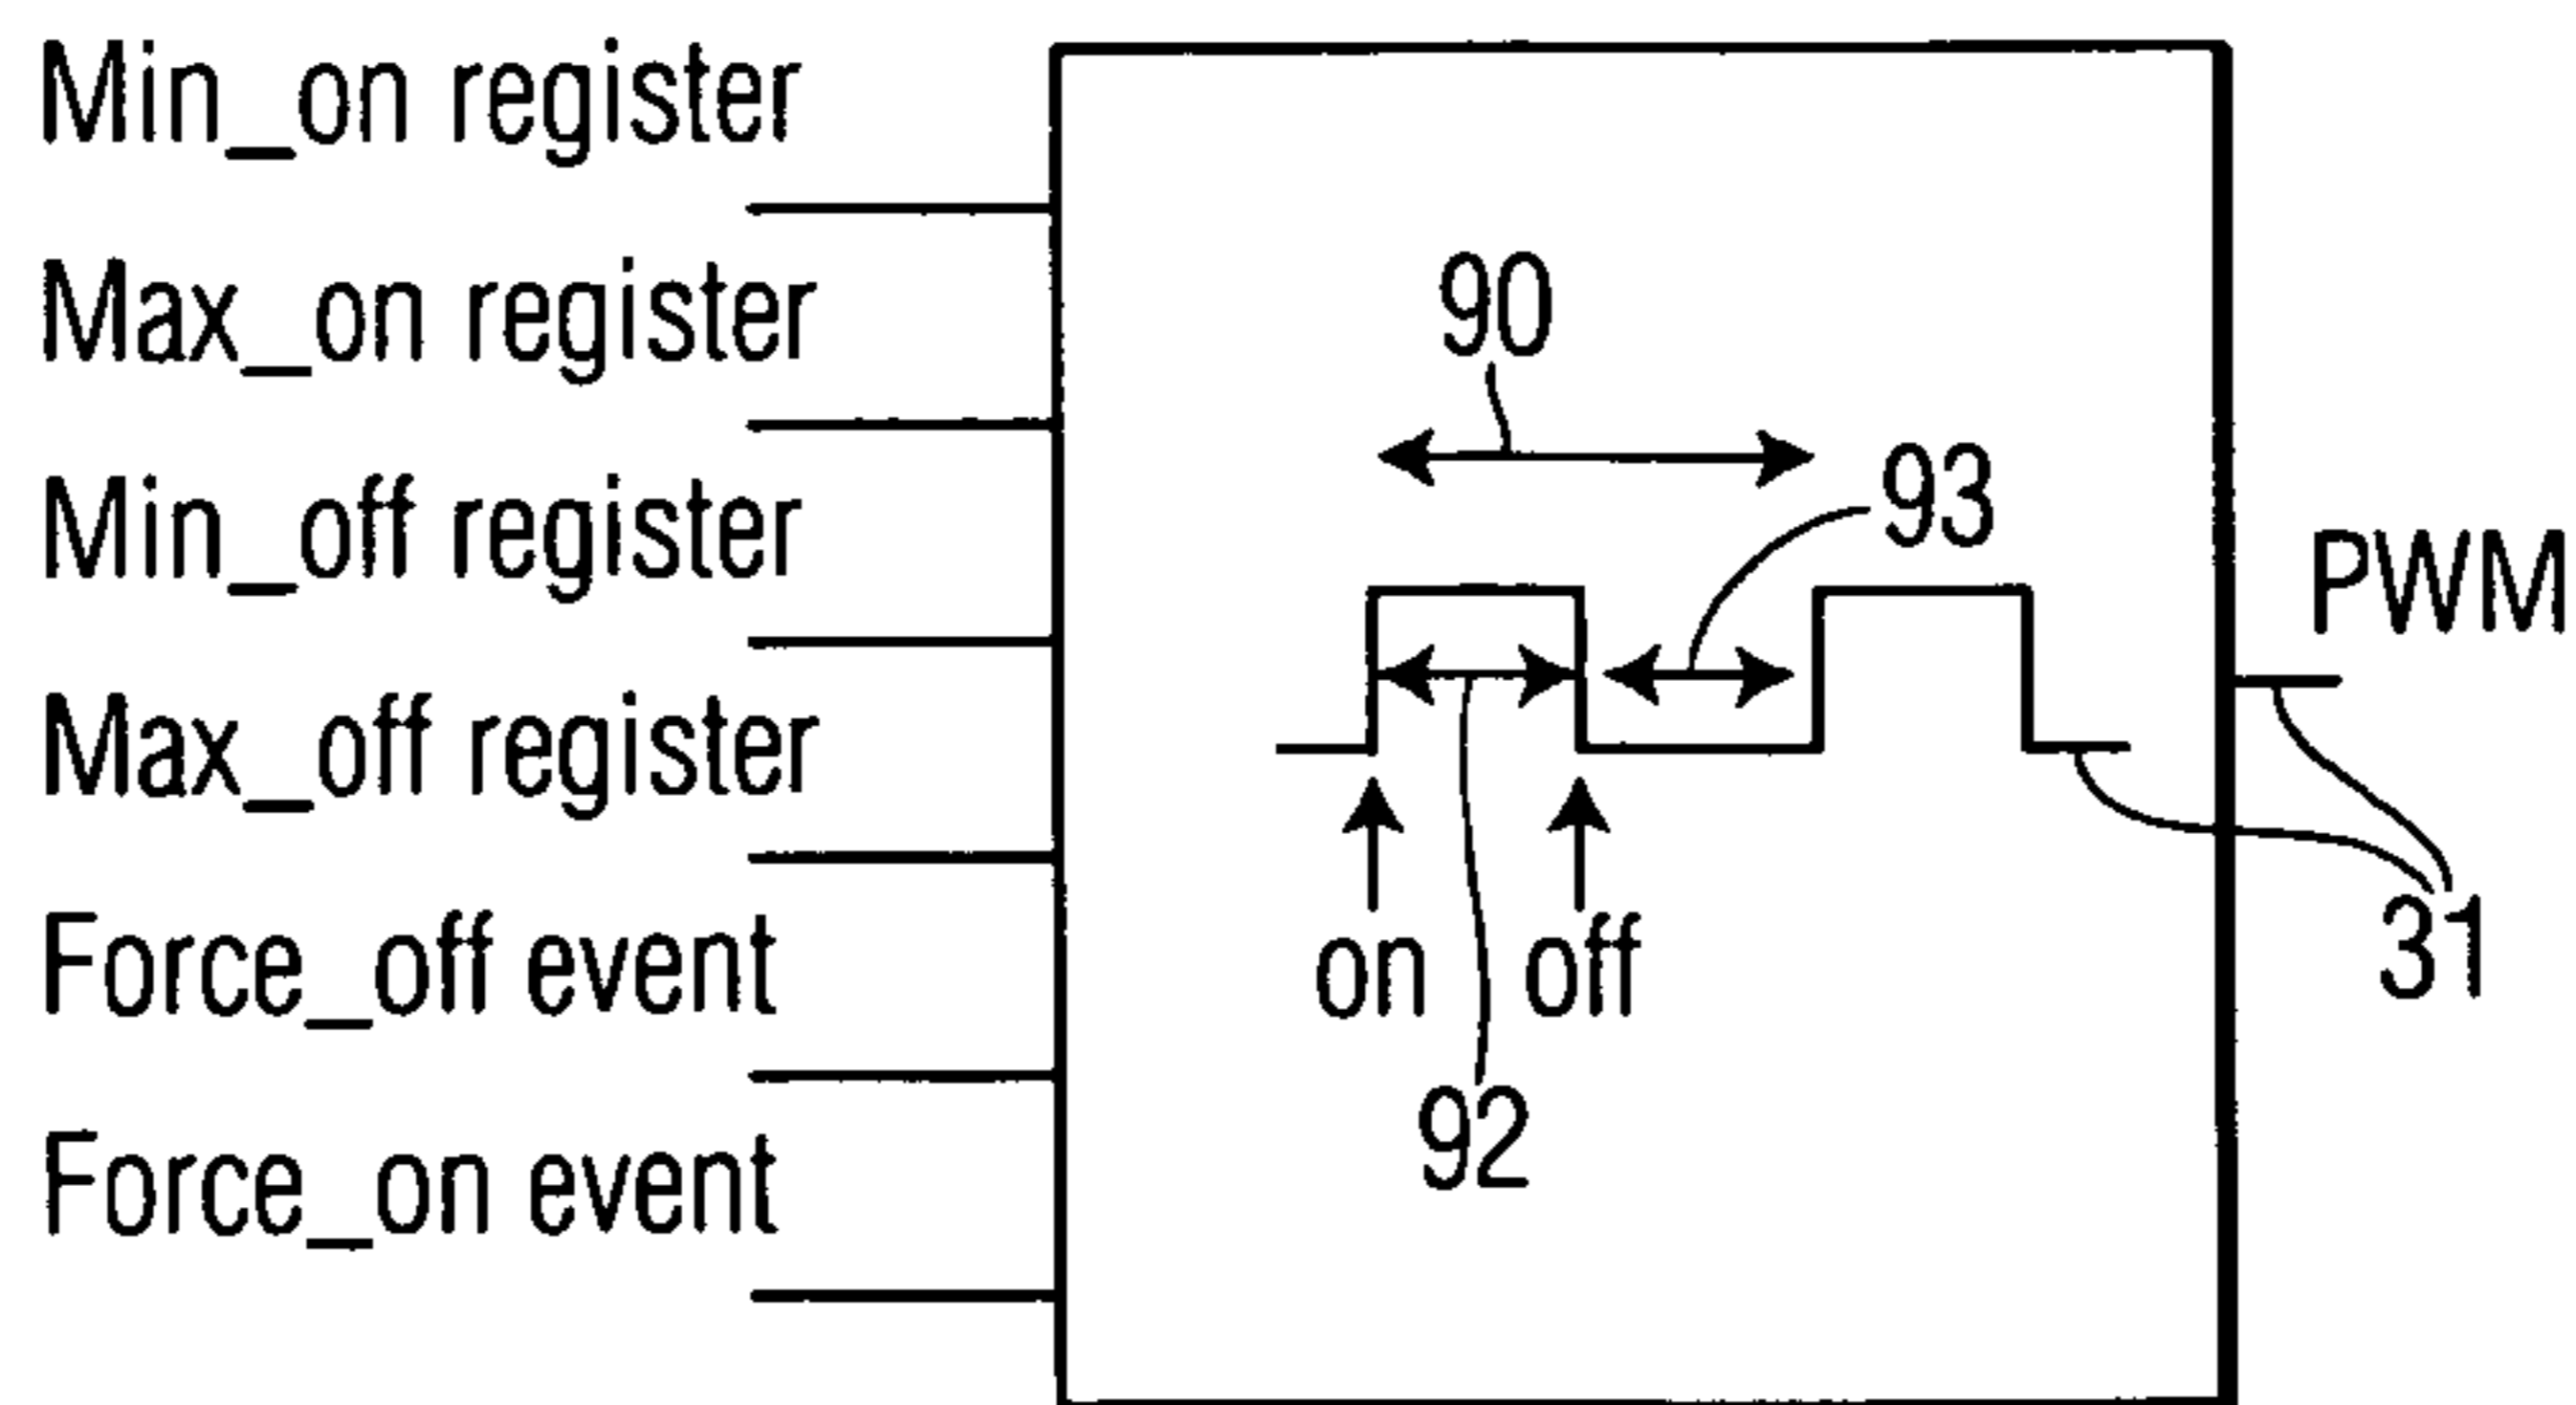 Min_on register
Max_on register
Min_off register
Max_off register
Force_off event
Force_on event
90
93
on off
92
PWM
31